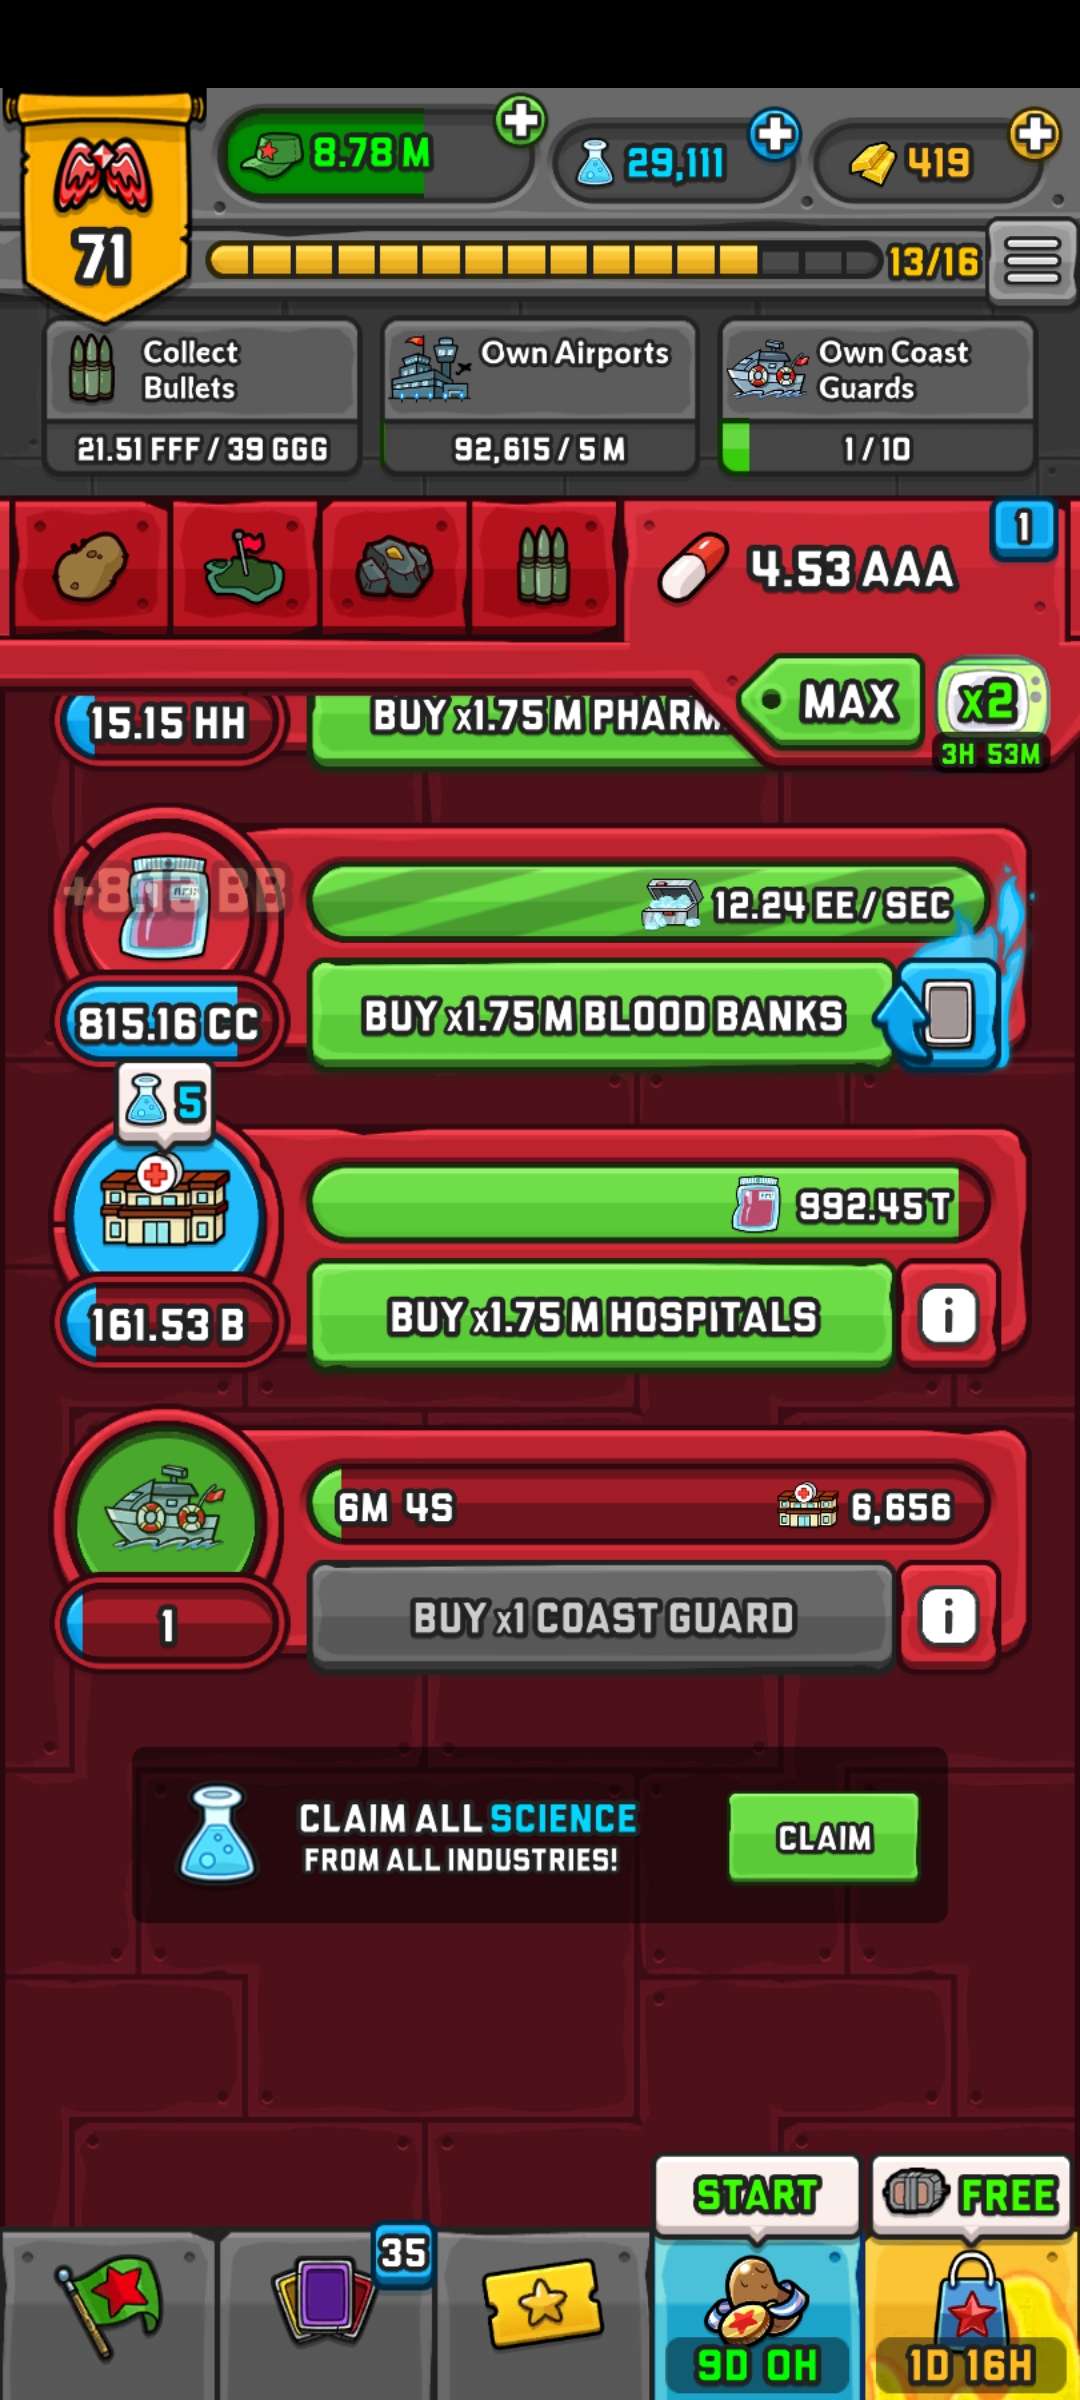 8.78 M
29,111
419
71
13/16
Collect
Bullets
21.51 FFF / 39 GGG
Own Airports
92,615 / 5 M
Own Coast
Guards
1 / 10
4.53 AAA
1
MAX
x2
3H 53M
15.15 HH
BUY x1.75 M PHARM
+8.12 BB
12.24 EE / SEC
815.16 CC
BUY x1.75 M BLOOD BANKS
5
992.45 T
161.53 B
BUY x1.75 M HOSPITALS
i
6M 4S
6,656
1
BUY x1 COAST GUARD
i
CLAIM ALL SCIENCE
FROM ALL INDUSTRIES!
CLAIM
START
FREE
35
9D 0H
1D 16H